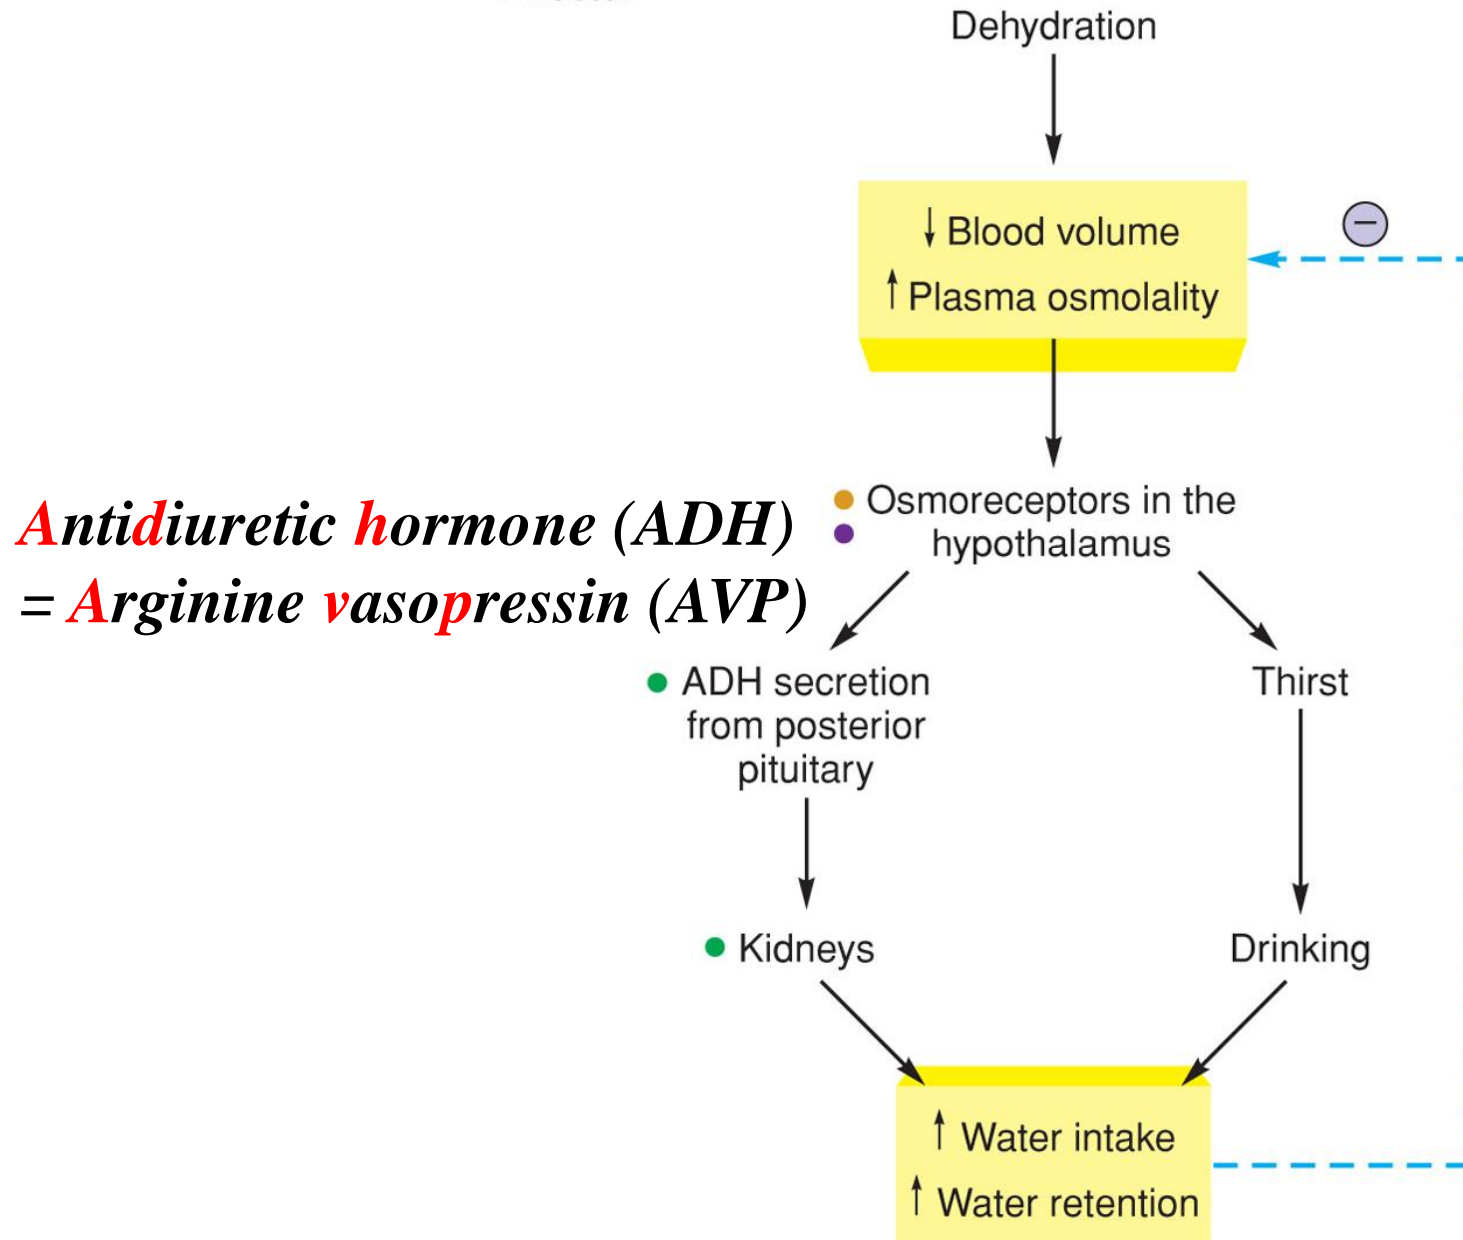 Dehydration
↓ Blood volume
↑ Plasma osmolality
−
Antidiuretic hormone (ADH)
= Arginine vasopressin (AVP)
Osmoreceptors in the
hypothalamus
ADH secretion
from posterior
pituitary
Thirst
Kidneys
Drinking
↑ Water intake
↑ Water retention